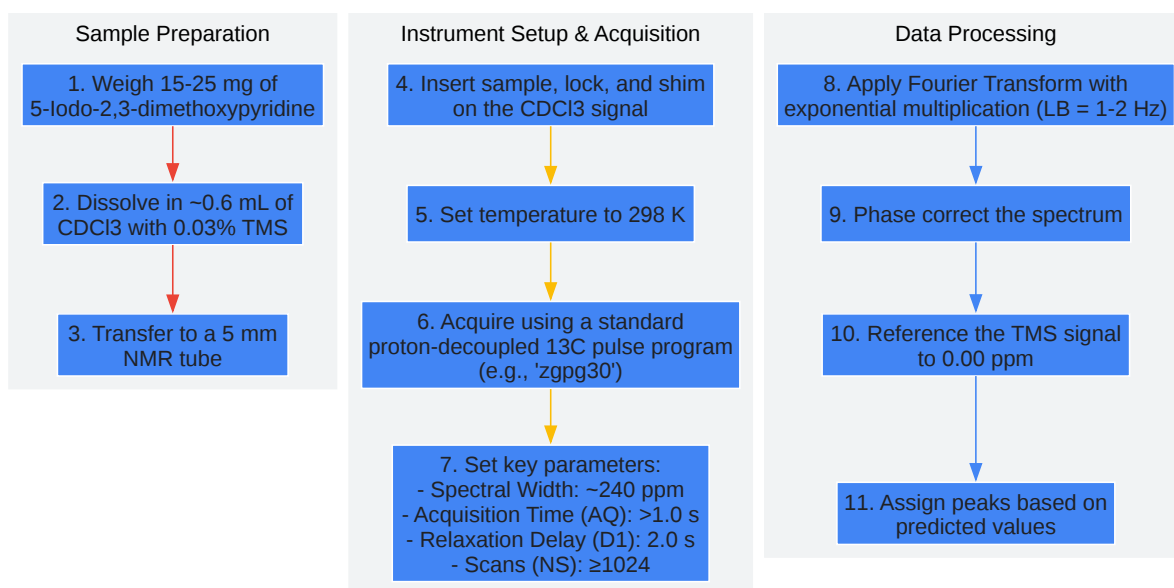 Sample Preparation
1. Weigh 15-25 mg of
5-Iodo-2,3-dimethoxypyridine
2. Dissolve in ~0.6 mL of
CDCl3 with 0.03% TMS
3. Transfer to a 5 mm
NMR tube
Instrument Setup & Acquisition
4. Insert sample, lock, and shim
on the CDCl3 signal
5. Set temperature to 298 K
6. Acquire using a standard
proton-decoupled 13C pulse program
(e.g., 'zgpg30')
7. Set key parameters:
- Spectral Width: ~240 ppm
- Acquisition Time (AQ): >1.0 s
- Relaxation Delay (D1): 2.0 s
- Scans (NS): ≥1024
Data Processing
8. Apply Fourier Transform with
exponential multiplication (LB = 1-2 Hz)
9. Phase correct the spectrum
10. Reference the TMS signal
to 0.00 ppm
11. Assign peaks based on
predicted values